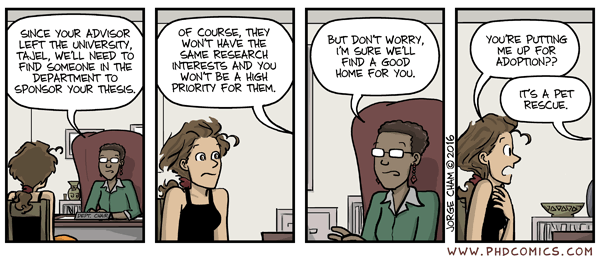 SINCE YOUR ADVISOR
LEFT THE UNIVERSITY,
TAJEL, WE'LL NEED TO
FIND SOMEONE IN THE
DEPARTMENT TO
SPONSOR YOUR THESIS.
DEPT. CHAIR
OF COURSE, THEY
WON'T HAVE THE
SAME RESEARCH
INTERESTS AND YOU
WON'T BE A HIGH
PRIORITY FOR THEM.
BUT DON'T WORRY,
I'M SURE WE'LL
FIND A GOOD
HOME FOR YOU.
JORGE CHAM © 2016
YOU'RE PUTTING
ME UP FOR
ADOPTION??
IT'S A PET
RESCUE.
WWW.PHDCOMICS.COM